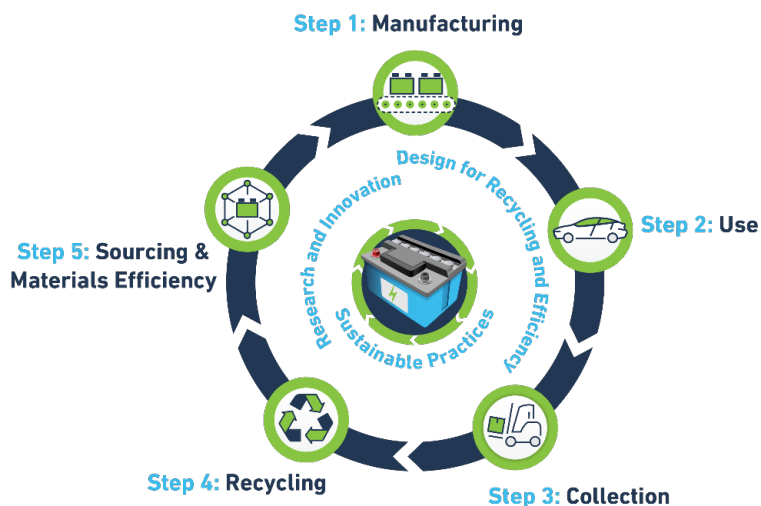 Step 1: Manufacturing
Step 2: Use
Step 3: Collection
Step 4: Recycling
Step 5: Sourcing &
Materials Efficiency
Research and Innovation
Design for Recycling and Efficiency
Sustainable Practices